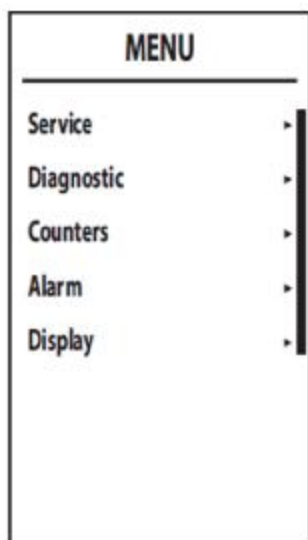 MENU
Service
Diagnostic
Counters
Alarm
Display